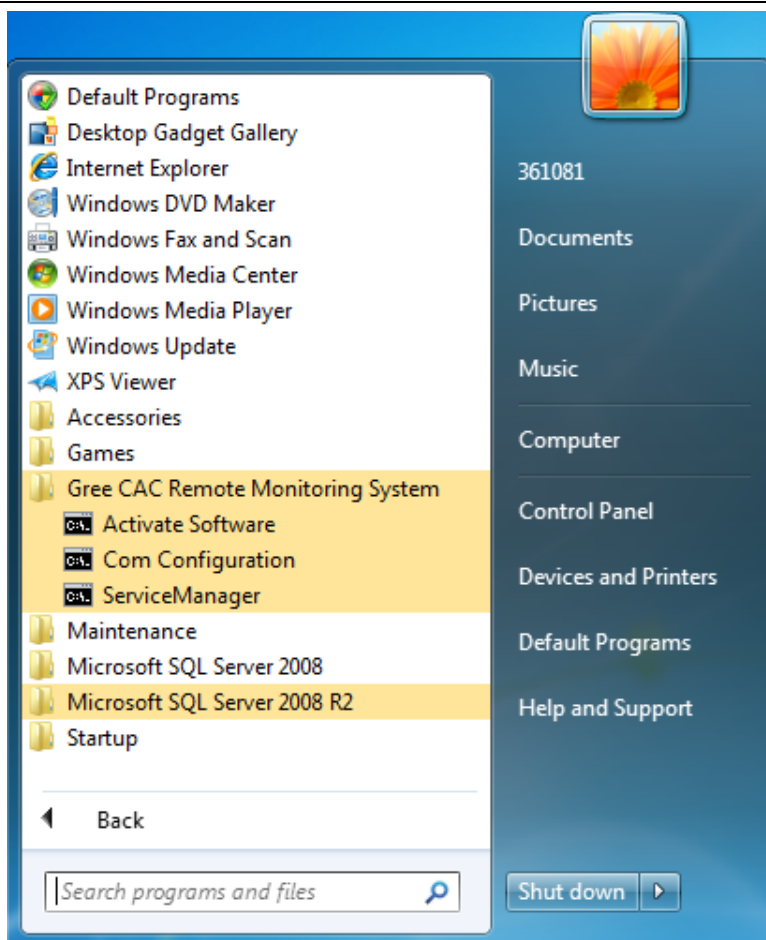 Default Programs
Desktop Gadget Gallery
Internet Explorer
Windows DVD Maker
Windows Fax and Scan
Windows Media Center
Windows Media Player
Windows Update
XPS Viewer
Accessories
Games
Gree CAC Remote Monitoring System
Activate Software
Com Configuration
ServiceManager
Maintenance
Microsoft SQL Server 2008
Microsoft SQL Server 2008 R2
Startup
Back
Search programs and files
361081
Documents
Pictures
Music
Computer
Control Panel
Devices and Printers
Default Programs
Help and Support
Shut down